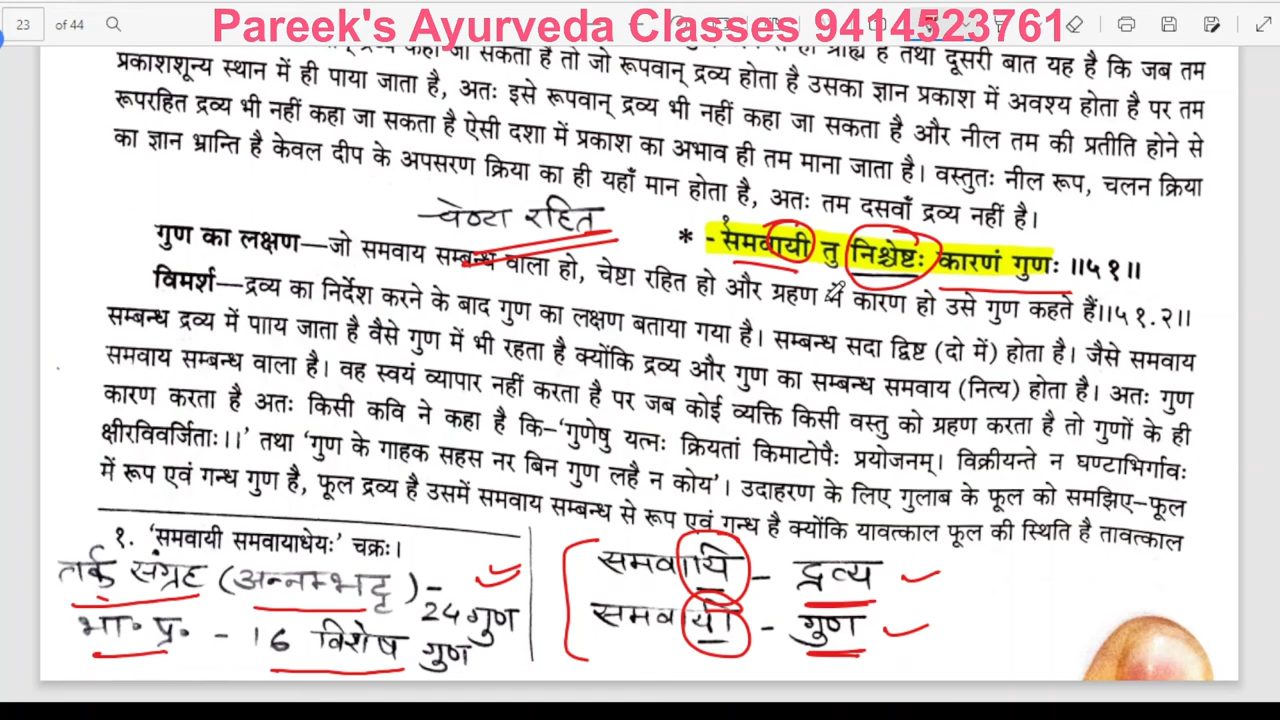 23 of 44
Pareek's Ayurveda Classes 9414523761
प्रकाशशून्य स्थान में ही पाया जाता है, अतः इसे रूपवान् द्रव्य भी नहीं कहा जा सकता है और नील तम की प्रतीति होने से
रूपरहित द्रव्य भी नहीं कहा जा सकता है ऐसी दशा में प्रकाश का अभाव ही तम माना जाता है। वस्तुतः नील रूप, चलन क्रिया
का ज्ञान भ्रान्ति है केवल दीप के अपसरण क्रिया का ही यहाँ मान होता है, अतः तम दसवाँ द्रव्य नहीं है।
चेष्टा रहित
* - १समवायी तु निश्चेष्टः कारणं गुणः ॥५१॥
गुण का लक्षण—जो समवाय सम्बन्ध वाला हो, चेष्टा रहित हो और ग्रहण में कारण हो उसे गुण कहते हैं।।५१.२।।
विमर्श—द्रव्य का निर्देश करने के बाद गुण का लक्षण बताया गया है। सम्बन्ध सदा द्विष्ट (दो में) होता है। जैसे समवाय
सम्बन्ध द्रव्य में पााय जाता है वैसे गुण में भी रहता है क्योंकि द्रव्य और गुण का सम्बन्ध समवाय (नित्य) होता है। अतः गुण
समवाय सम्बन्ध वाला है। वह स्वयं व्यापार नहीं करता है पर जब कोई व्यक्ति किसी वस्तु को ग्रहण करता है तो गुणों के ही
कारण करता है अतः किसी कवि ने कहा है कि–‘गुणेषु यत्नः क्रियतां किमाटोपैः प्रयोजनम्। विक्रीयन्ते न घण्टाभिर्गावः
क्षीरविवर्जिताः।।’ तथा ‘गुण के गाहक सहस नर बिन गुण लहै न कोय’। उदाहरण के लिए गुलाब के फूल को समझिए–फूल
में रूप एवं गन्ध गुण है, फूल द्रव्य है उसमें समवाय सम्बन्ध से रूप एवं गन्ध है क्योंकि यावत्काल फूल की स्थिति है तावत्काल
१. ‘समवायी समवायाधेयः’ चक्रः।
तर्क संग्रह (अन्नम्भट्ट) -
24 गुण
भा॰ प्र॰ - 16 विशेष गुण
समवायि - द्रव्य
समवायी - गुण